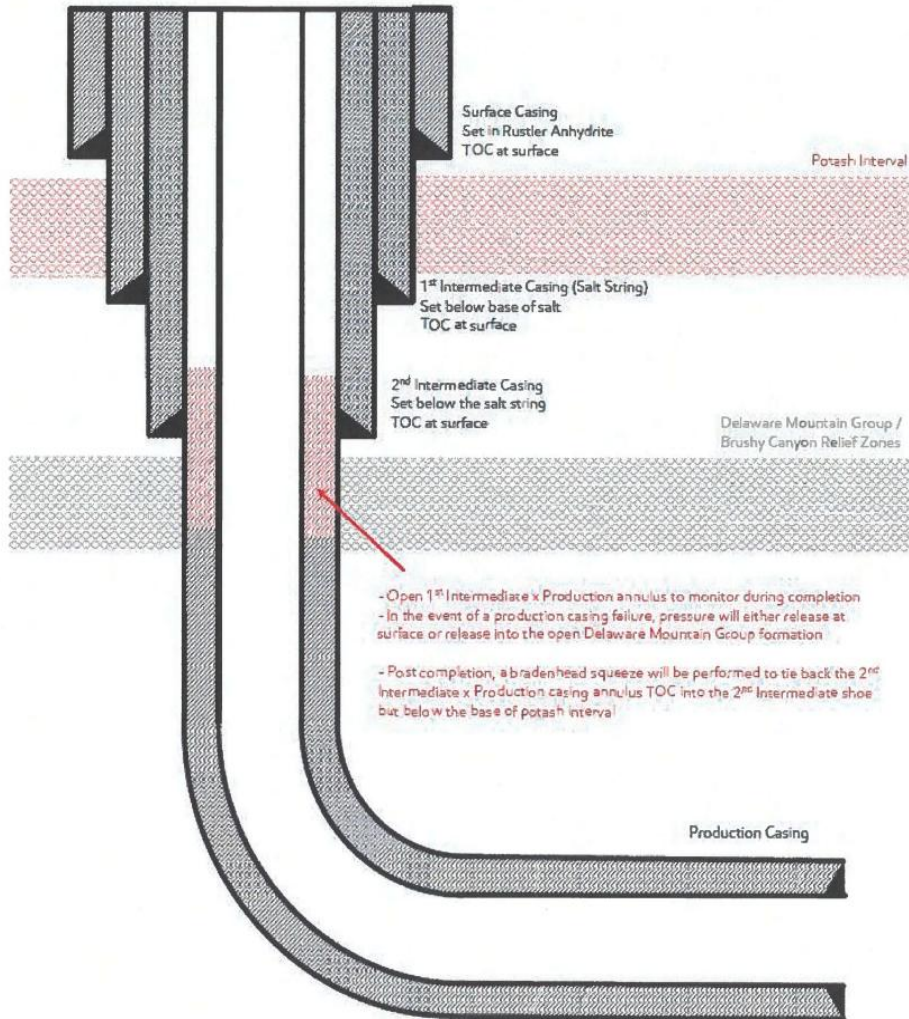 Surface Casing
Set in Rustler Anhydrite
TOC at surface
Potash Interval
1st Intermediate Casing (Salt String)
Set below base of salt
TOC at surface
2nd Intermediate Casing
Set below the salt string
TOC at surface
Delaware Mountain Group /
Brushy Canyon Relief Zones
- Open 1st Intermediate x Production annulus to monitor during completion
- In the event of a production casing failure, pressure will either release at
surface or release into the open Delaware Mountain Group formation
- Post completion, a bradenhead squeeze will be performed to tie back the 2nd
Intermediate x Production casing annulus TOC into the 2nd Intermediate shoe
but below the base of potash interval
Production Casing